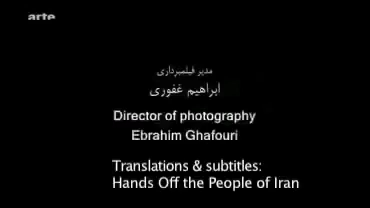 arte
مدیر فیلمبرداری
ابراهیم غفوری
Director of photography
Ebrahim Ghafouri
Translations & subtitles:
Hands Off the People of Iran